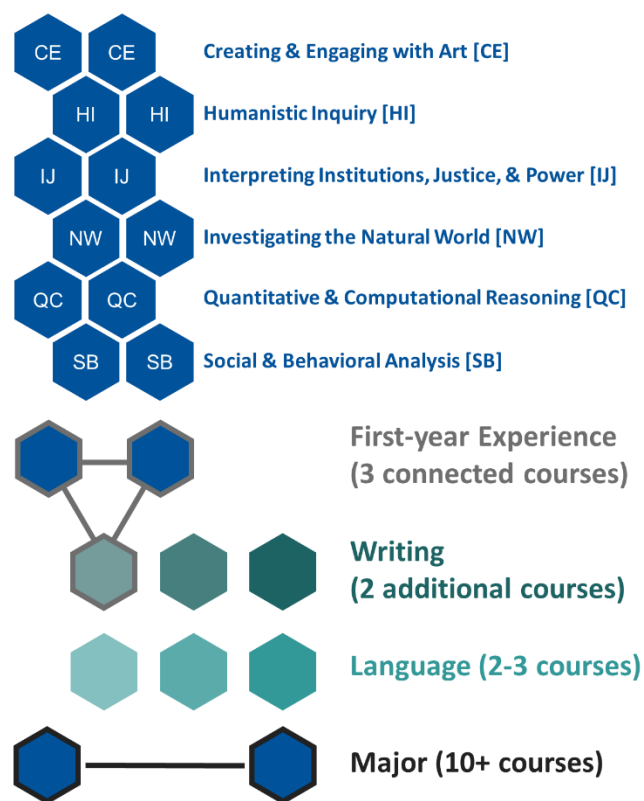 CE CE Creating & Engaging with Art [CE]
HI HI Humanistic Inquiry [HI]
IJ IJ Interpreting Institutions, Justice, & Power [IJ]
NW NW Investigating the Natural World [NW]
QC QC Quantitative & Computational Reasoning [QC]
SB SB Social & Behavioral Analysis [SB]
First-year Experience
(3 connected courses)
Writing
(2 additional courses)
Language (2-3 courses)
Major (10+ courses)